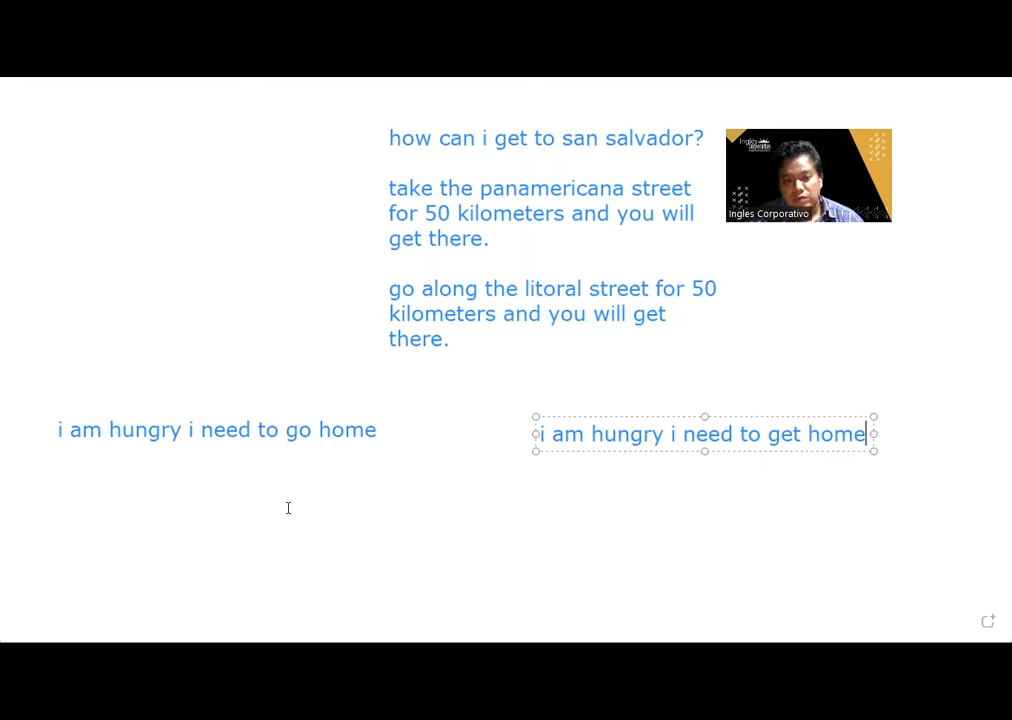 how can i get to san salvador?
take the panamericana street
for 50 kilometers and you will
get there.
go along the litoral street for 50
kilometers and you will get
there.
Ingles Corporativo
i am hungry i need to go home
i am hungry i need to get home